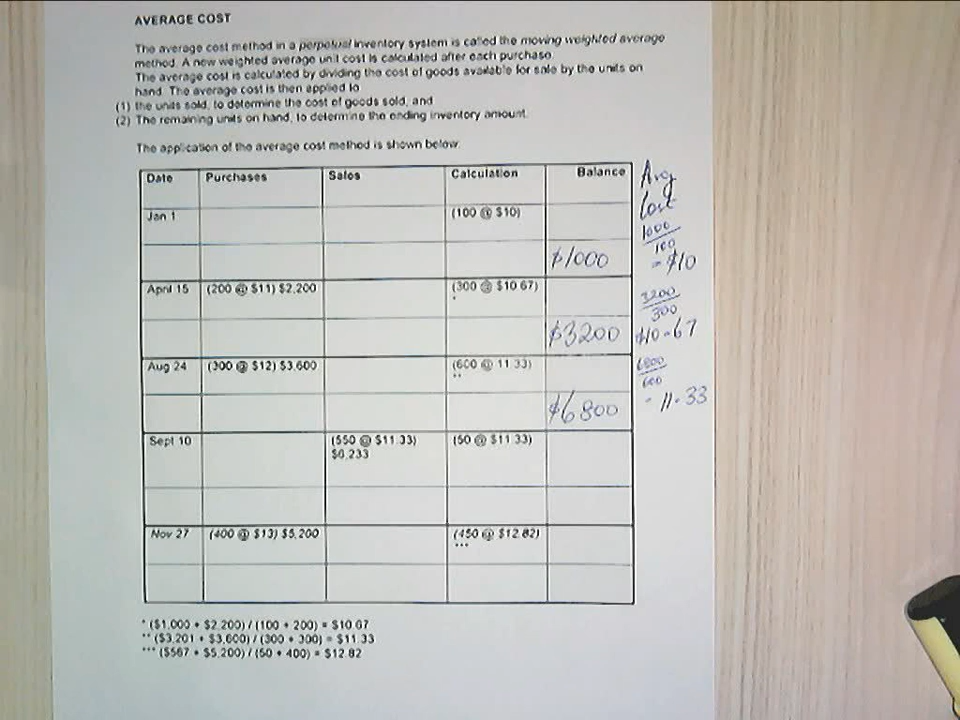 AVERAGE COST
The average cost method in a perpetual inventory system is called the moving weighted average
method. A new weighted average unit cost is calculated after each purchase.
The average cost is calculated by dividing the cost of goods available for sale by the units on
hand. The average cost is then applied to
(1) the units sold, to determine the cost of goods sold, and
(2) The remaining units on hand, to determine the ending inventory amount.
The application of the average cost method is shown below.
Date Purchases Sales Calculation Balance Avg
Cost
Jan 1 (100 @ $10) 1000
100
$1000 = $10
April 15 (200 @ $11) $2,200 (300 @ $10.67) 3200
* 300
$3200 $10-67
Aug 24 (300 @ $12) $3,600 (600 @ 11.33) 6800
** 600
$6800 - 11-33
Sept 10 (550 @ $11.33) (50 @ $11.33)
$6,233
Nov 27 (400 @ $13) $5,200 (450 @ $12.82)
***
* ($1,000 + $2,200) / (100 + 200) = $10.67
** ($3,201 + $3,600) / (300 + 300) = $11.33
*** ($567 + $5,200) / (50 + 400) = $12.82